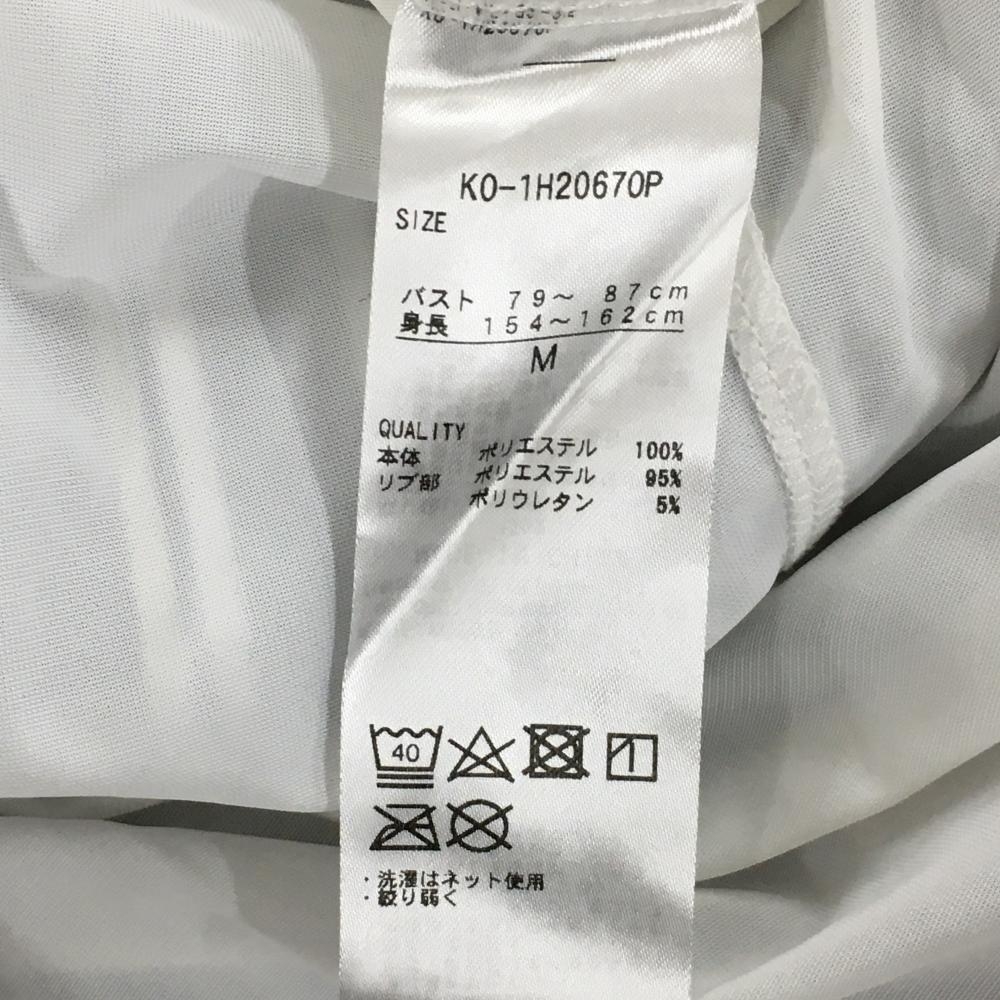 KO-1H20670P
SIZE
バスト 79～ 87cm
身長 154～162cm
M
QUALITY
本体 ポリエステル 100%
リブ部 ポリエステル 95%
ポリウレタン 5%
40
・洗濯はネット使用
・絞り弱く